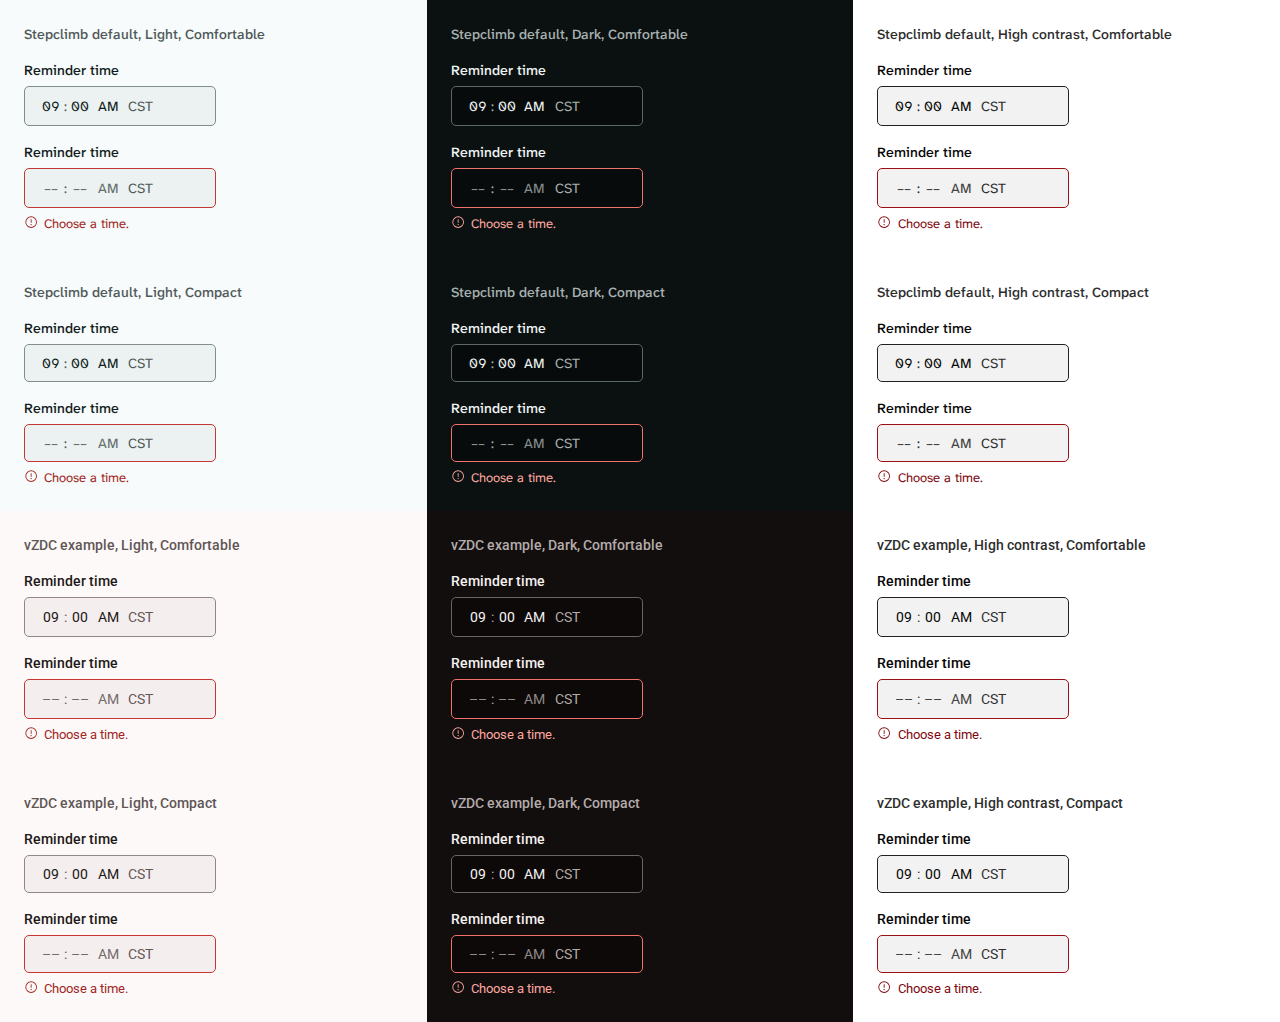 Stepclimb default, Light, Comfortable
Reminder time
09 : 00 AM CST
Reminder time
-- : -- AM CST
Choose a time.
Stepclimb default, Dark, Comfortable
Reminder time
09 : 00 AM CST
Reminder time
-- : -- AM CST
Choose a time.
Stepclimb default, High contrast, Comfortable
Reminder time
09 : 00 AM CST
Reminder time
-- : -- AM CST
Choose a time.
Stepclimb default, Light, Compact
Reminder time
09 : 00 AM CST
Reminder time
-- : -- AM CST
Choose a time.
Stepclimb default, Dark, Compact
Reminder time
09 : 00 AM CST
Reminder time
-- : -- AM CST
Choose a time.
Stepclimb default, High contrast, Compact
Reminder time
09 : 00 AM CST
Reminder time
-- : -- AM CST
Choose a time.
vZDC example, Light, Comfortable
Reminder time
09 : 00 AM CST
Reminder time
-- : -- AM CST
Choose a time.
vZDC example, Dark, Comfortable
Reminder time
09 : 00 AM CST
Reminder time
-- : -- AM CST
Choose a time.
vZDC example, High contrast, Comfortable
Reminder time
09 : 00 AM CST
Reminder time
-- : -- AM CST
Choose a time.
vZDC example, Light, Compact
Reminder time
09 : 00 AM CST
Reminder time
-- : -- AM CST
Choose a time.
vZDC example, Dark, Compact
Reminder time
09 : 00 AM CST
Reminder time
-- : -- AM CST
Choose a time.
vZDC example, High contrast, Compact
Reminder time
09 : 00 AM CST
Reminder time
-- : -- AM CST
Choose a time.